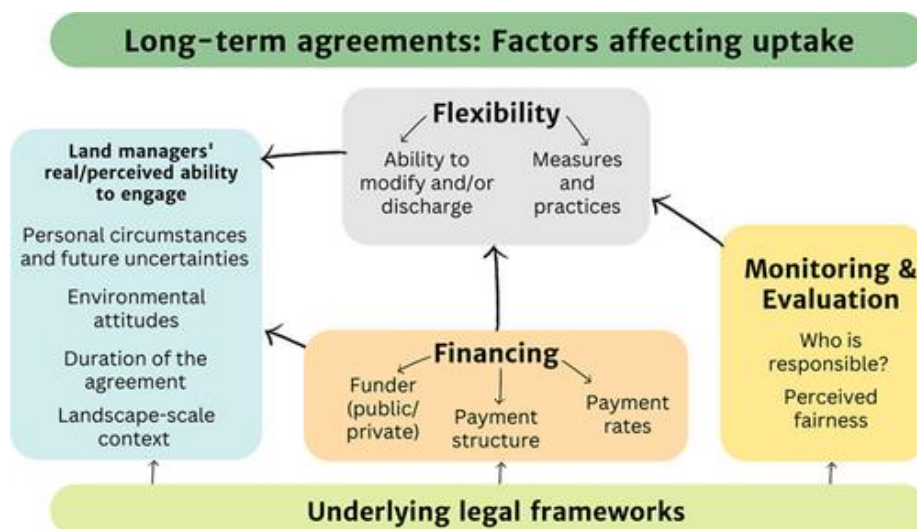 Long-term agreements: Factors affecting uptake
Flexibility
Ability to
modify and/or
discharge
Measures
and
practices
Land managers'
real/perceived ability
to engage
Personal circumstances
and future uncertainties
Environmental
attitudes
Duration of the
agreement
Landscape-scale
context
Financing
Funder
(public/
private)
Payment
structure
Payment
rates
Monitoring &
Evaluation
Who is
responsible?
Perceived
fairness
Underlying legal frameworks